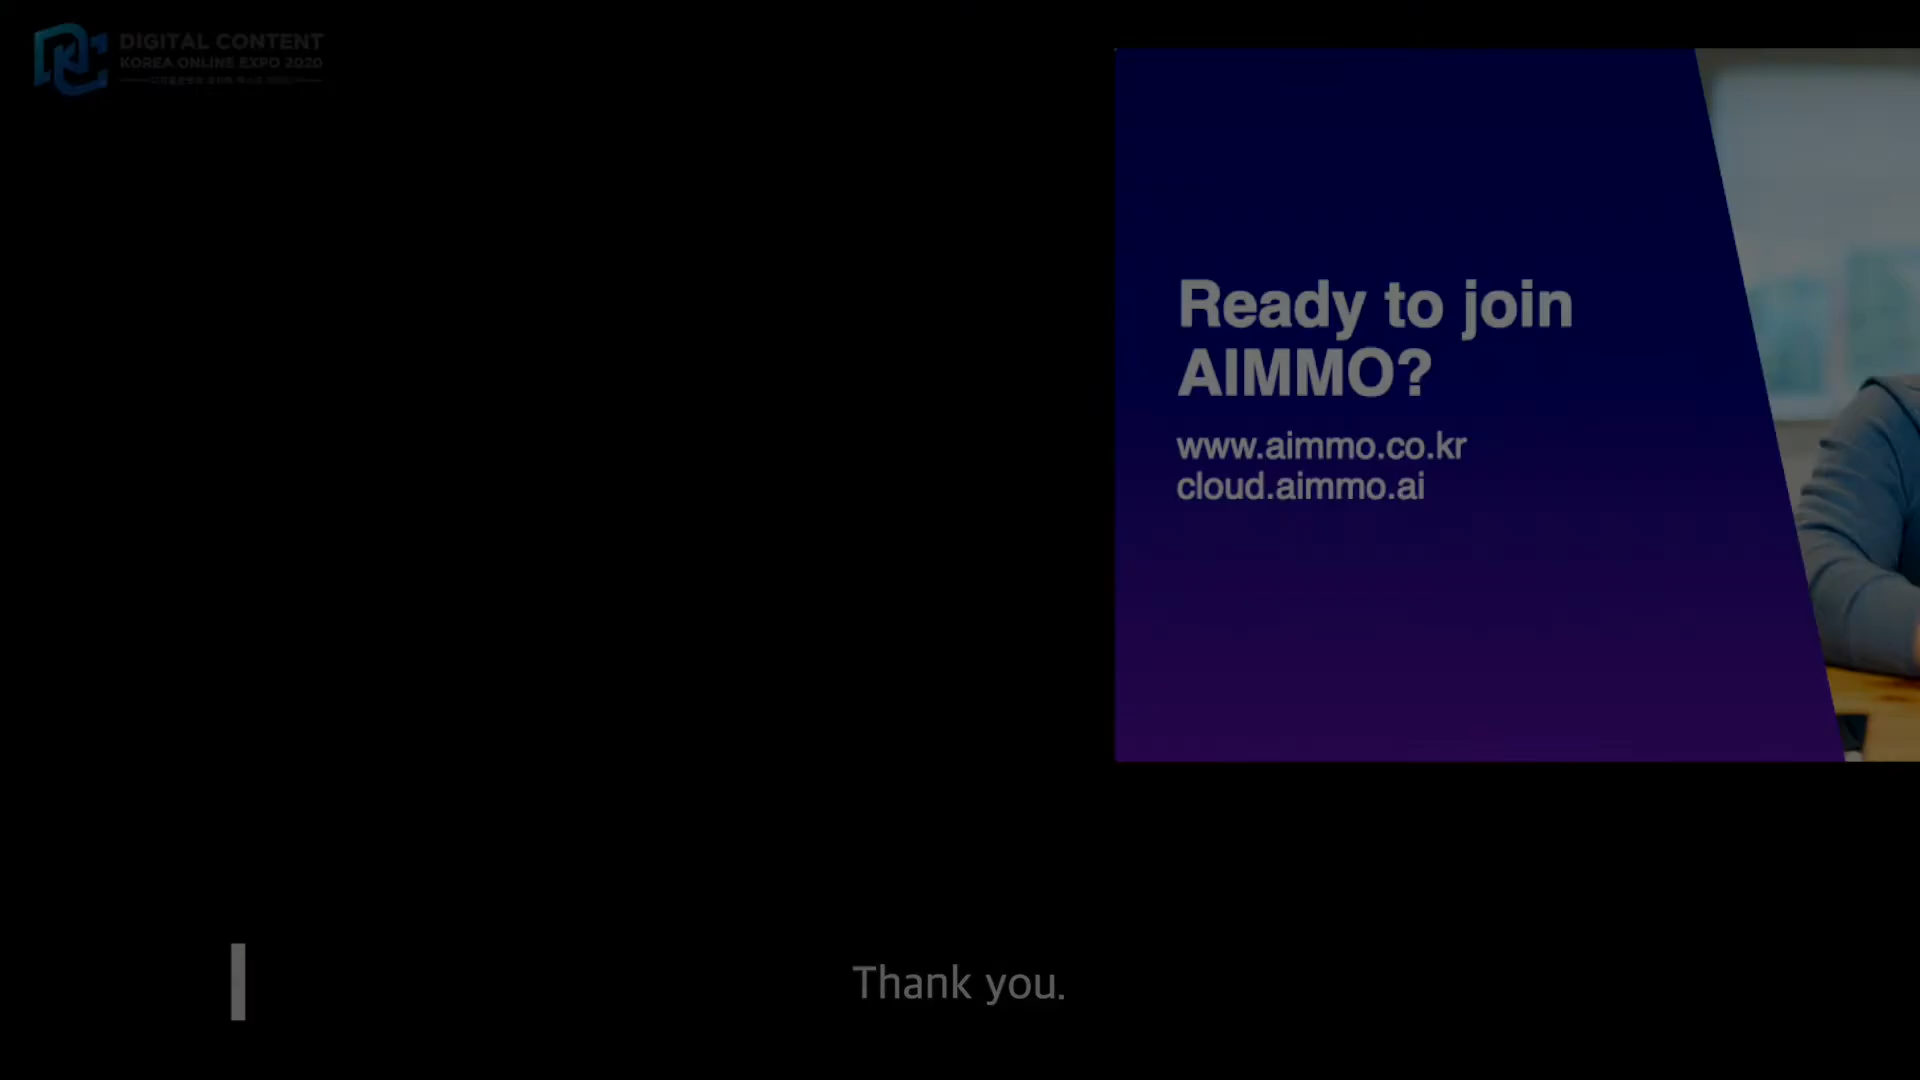 DIGITAL CONTENT
KOREA ONLINE EXPO 2020
Ready to join
AIMMO?
www.aimmo.co.kr
cloud.aimmo.ai
Thank you.